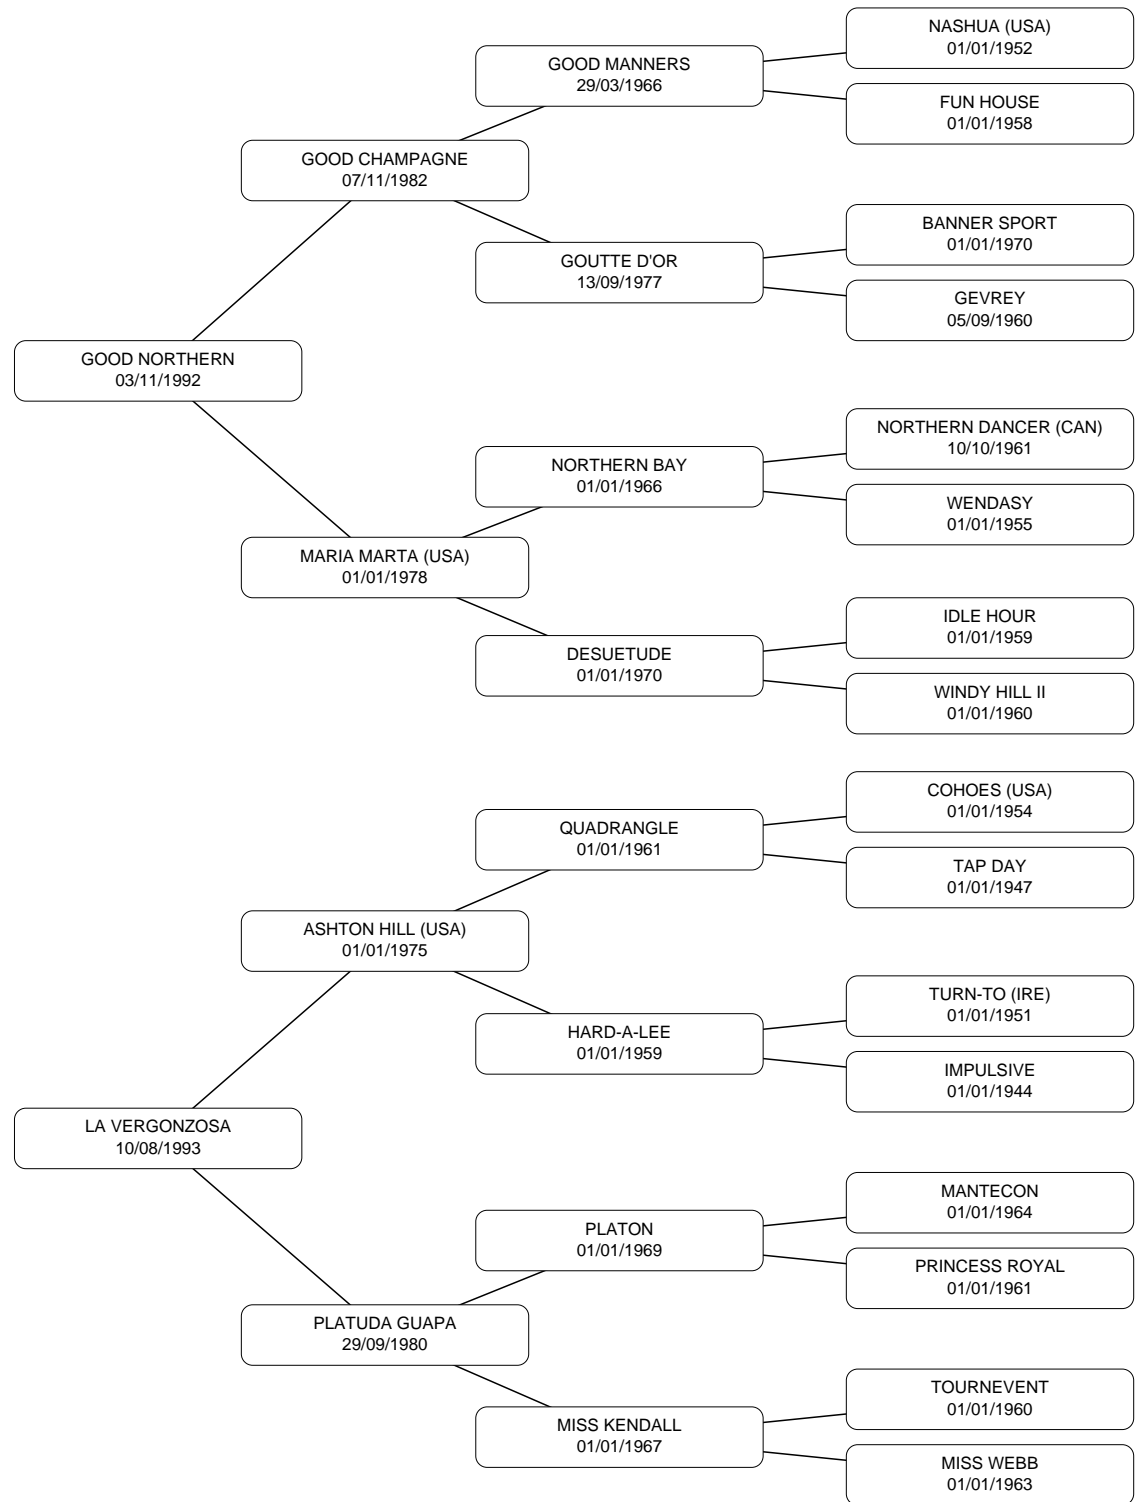 NASHUA (USA)
01/01/1952
GOOD MANNERS
29/03/1966
FUN HOUSE
01/01/1958
GOOD CHAMPAGNE
07/11/1982
BANNER SPORT
01/01/1970
GOUTTE D'OR
13/09/1977
GEVREY
05/09/1960
GOOD NORTHERN
03/11/1992
NORTHERN DANCER (CAN)
10/10/1961
NORTHERN BAY
01/01/1966
WENDASY
01/01/1955
MARIA MARTA (USA)
01/01/1978
IDLE HOUR
01/01/1959
DESUETUDE
01/01/1970
WINDY HILL II
01/01/1960
COHOES (USA)
01/01/1954
QUADRANGLE
01/01/1961
TAP DAY
01/01/1947
ASHTON HILL (USA)
01/01/1975
TURN-TO (IRE)
01/01/1951
HARD-A-LEE
01/01/1959
IMPULSIVE
01/01/1944
LA VERGONZOSA
10/08/1993
MANTECON
01/01/1964
PLATON
01/01/1969
PRINCESS ROYAL
01/01/1961
PLATUDA GUAPA
29/09/1980
TOURNEVENT
01/01/1960
MISS KENDALL
01/01/1967
MISS WEBB
01/01/1963